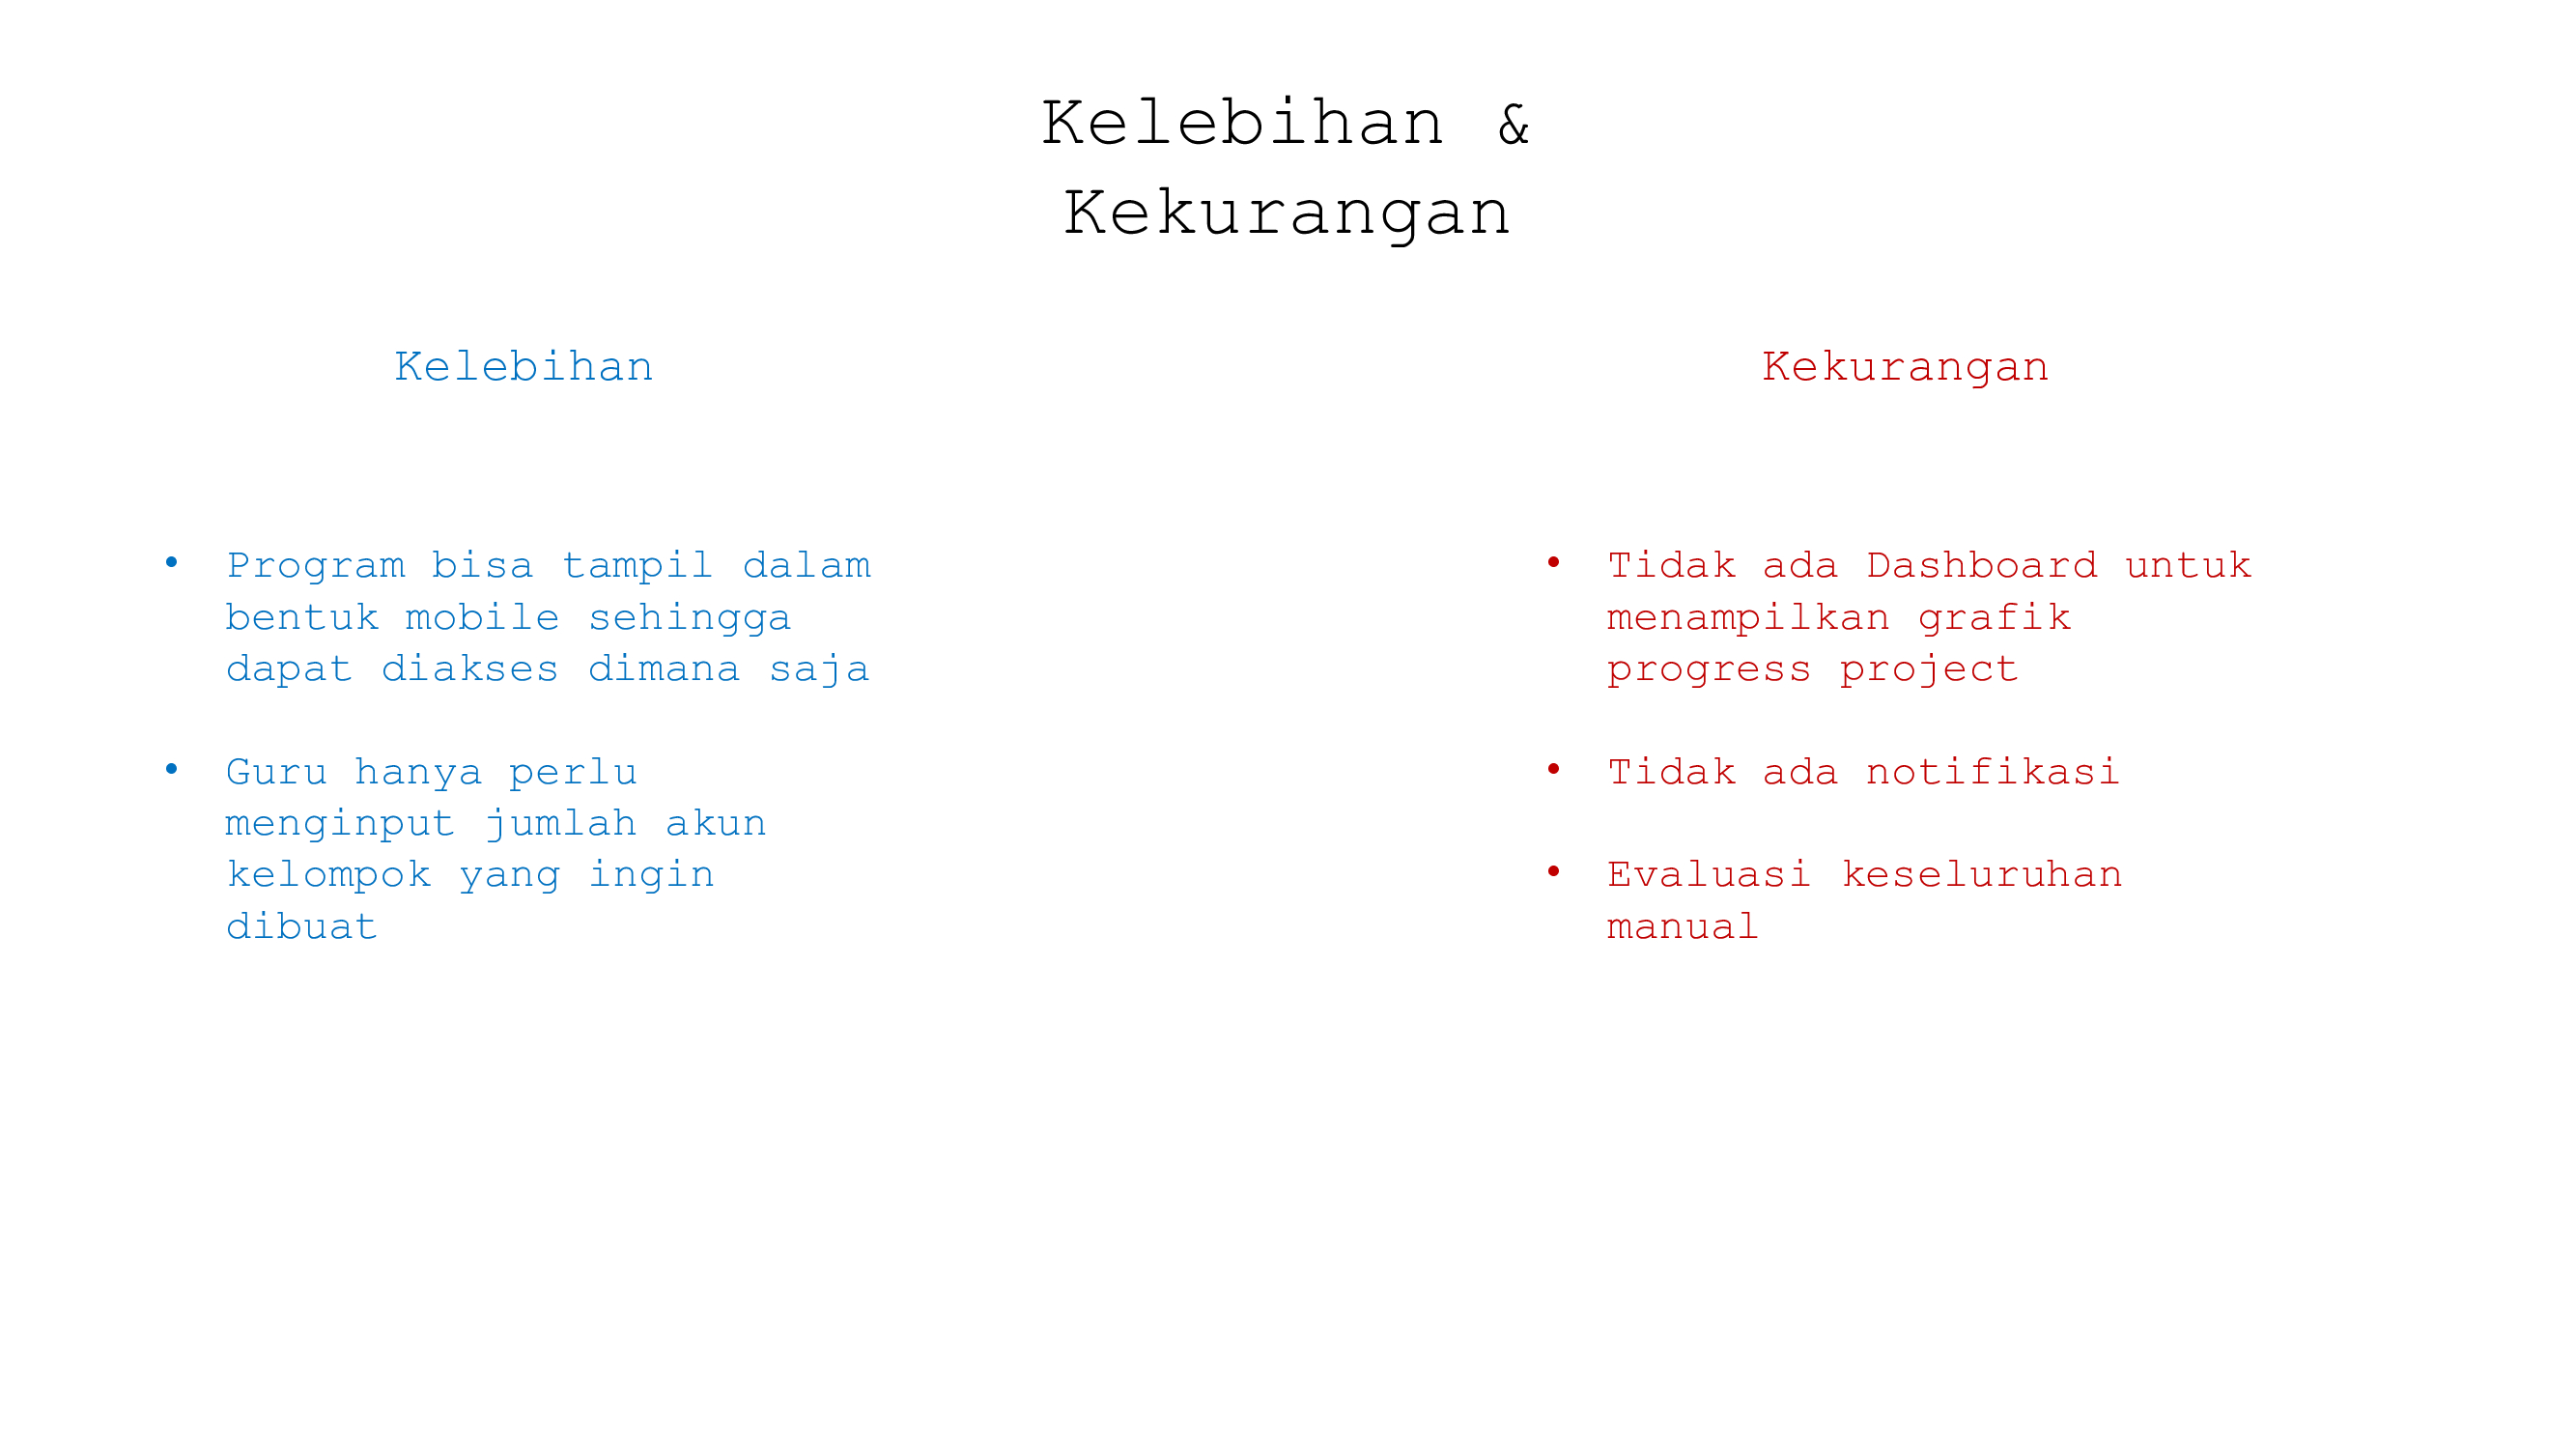 Kelebihan &
Kekurangan
Kelebihan
• Program bisa tampil dalam
bentuk mobile sehingga
dapat diakses dimana saja
• Guru hanya perlu
menginput jumlah akun
kelompok yang ingin
dibuat
Kekurangan
• Tidak ada Dashboard untuk
menampilkan grafik
progress project
• Tidak ada notifikasi
• Evaluasi keseluruhan
manual